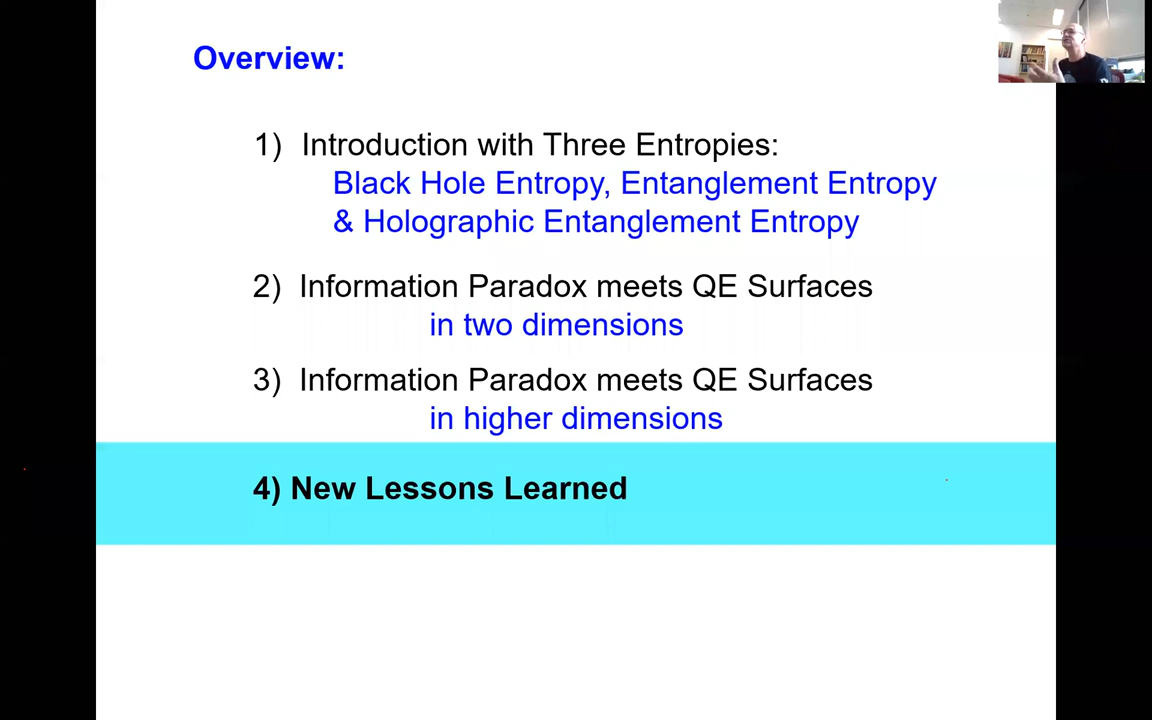 Overview:
1) Introduction with Three Entropies:
Black Hole Entropy, Entanglement Entropy
& Holographic Entanglement Entropy
2) Information Paradox meets QE Surfaces
in two dimensions
3) Information Paradox meets QE Surfaces
in higher dimensions
4) New Lessons Learned